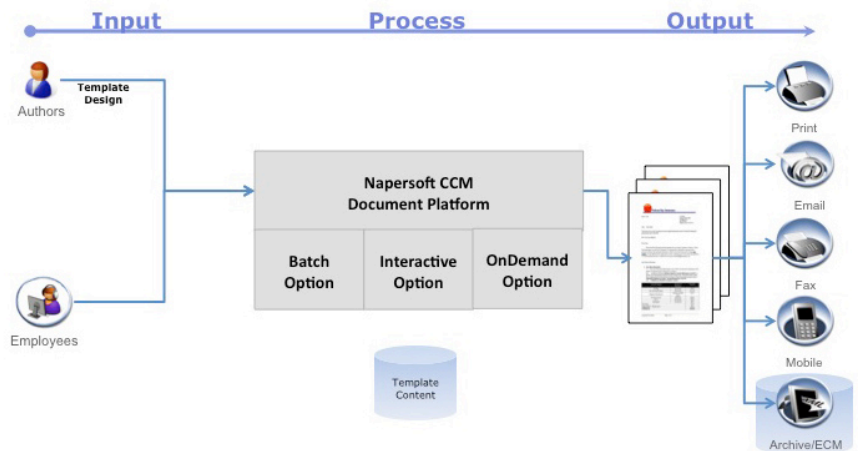 Input
Process
Output
Template
Design
Authors
Employees
Napersoft CCM
Document Platform
Batch
Option
Interactive
Option
OnDemand
Option
Template
Content
Print
Email
Fax
Mobile
Archive/ECM